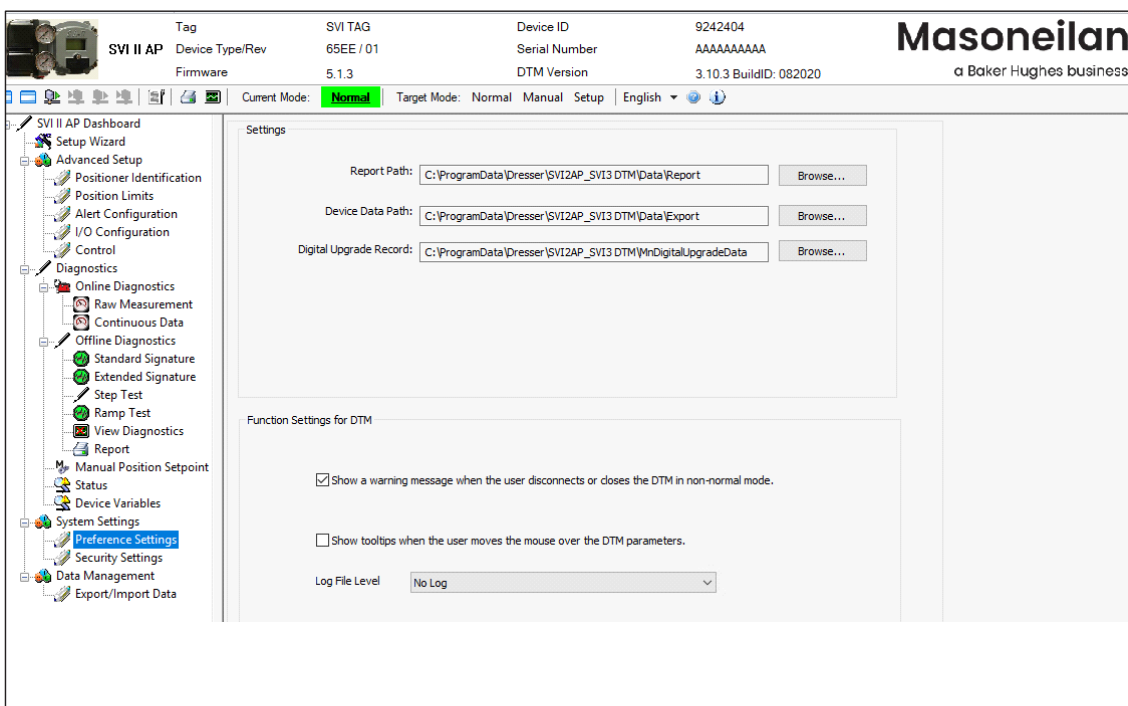 Tag SVI TAG Device ID 9242404
SVI II AP Device Type/Rev 65EE / 01 Serial Number AAAAAAAAAA
Firmware 5.1.3 DTM Version 3.10.3 BuildID: 082020
Masoneilan
a Baker Hughes business
Current Mode: Normal Target Mode: Normal Manual Setup English
SVI II AP Dashboard
Setup Wizard
Advanced Setup
Positioner Identification
Position Limits
Alert Configuration
I/O Configuration
Control
Diagnostics
Online Diagnostics
Raw Measurement
Continuous Data
Offline Diagnostics
Standard Signature
Extended Signature
Step Test
Ramp Test
View Diagnostics
Report
Manual Position Setpoint
Status
Device Variables
System Settings
Preference Settings
Security Settings
Data Management
Export/Import Data
Settings
Report Path: C:\ProgramData\Dresser\SVI2AP_SVI3 DTM\Data\Report Browse...
Device Data Path: C:\ProgramData\Dresser\SVI2AP_SVI3 DTM\Data\Export Browse...
Digital Upgrade Record: C:\ProgramData\Dresser\SVI2AP_SVI3 DTM\MnDigitalUpgradeData Browse...
Function Settings for DTM
Show a warning message when the user disconnects or closes the DTM in non-normal mode.
Show tooltips when the user moves the mouse over the DTM parameters.
Log File Level No Log